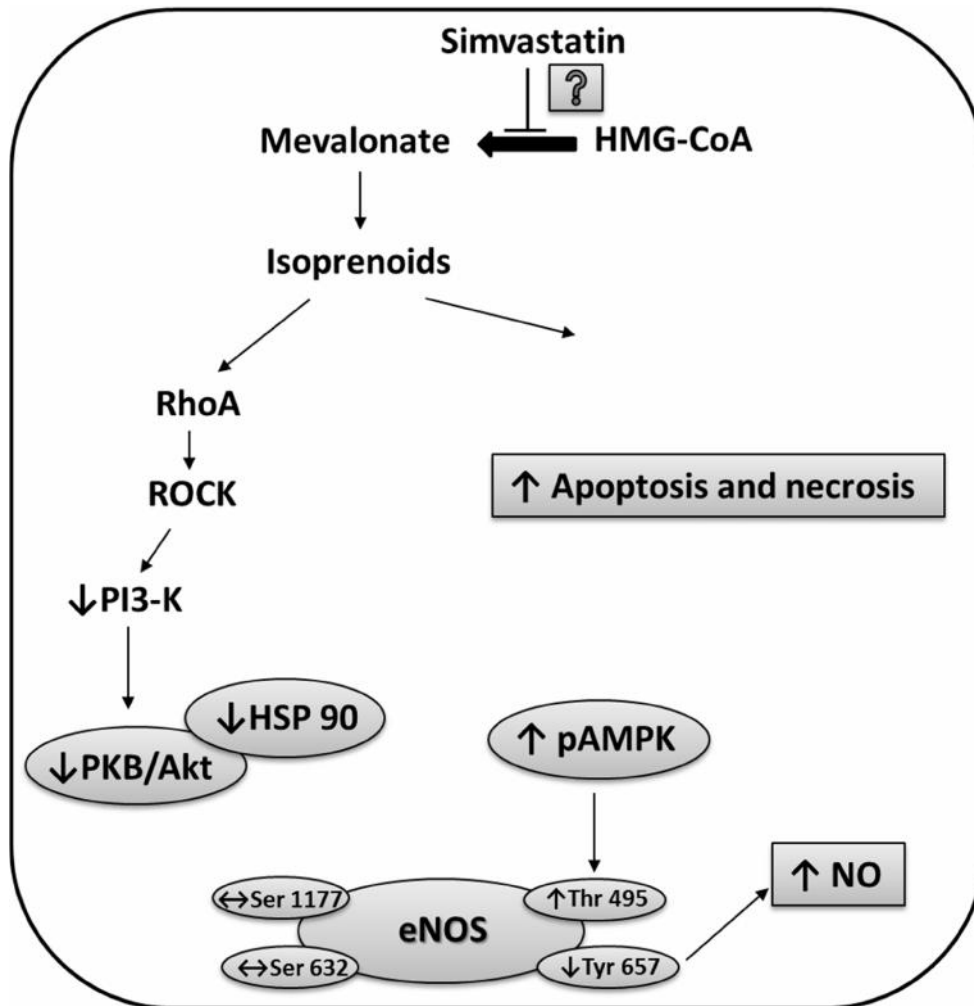 Simvastatin
?
Mevalonate
HMG-CoA
Isoprenoids
RhoA
ROCK
↑ Apoptosis and necrosis
↓PI3-K
↓HSP 90
↓PKB/Akt
↑ pAMPK
↑ NO
↔Ser 1177
↑Thr 495
eNOS
↔Ser 632
↓Tyr 657